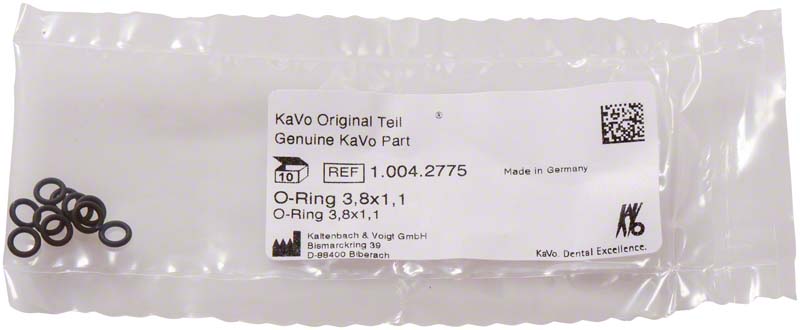 KaVo Original Teil ®
Genuine KaVo Part
10 REF 1.004.2775 Made in Germany
O-Ring 3,8x1,1
O-Ring 3,8x1,1
Kaltenbach & Voigt GmbH
Bismarckring 39
D-88400 Biberach
KAVO
KaVo. Dental Excellence.